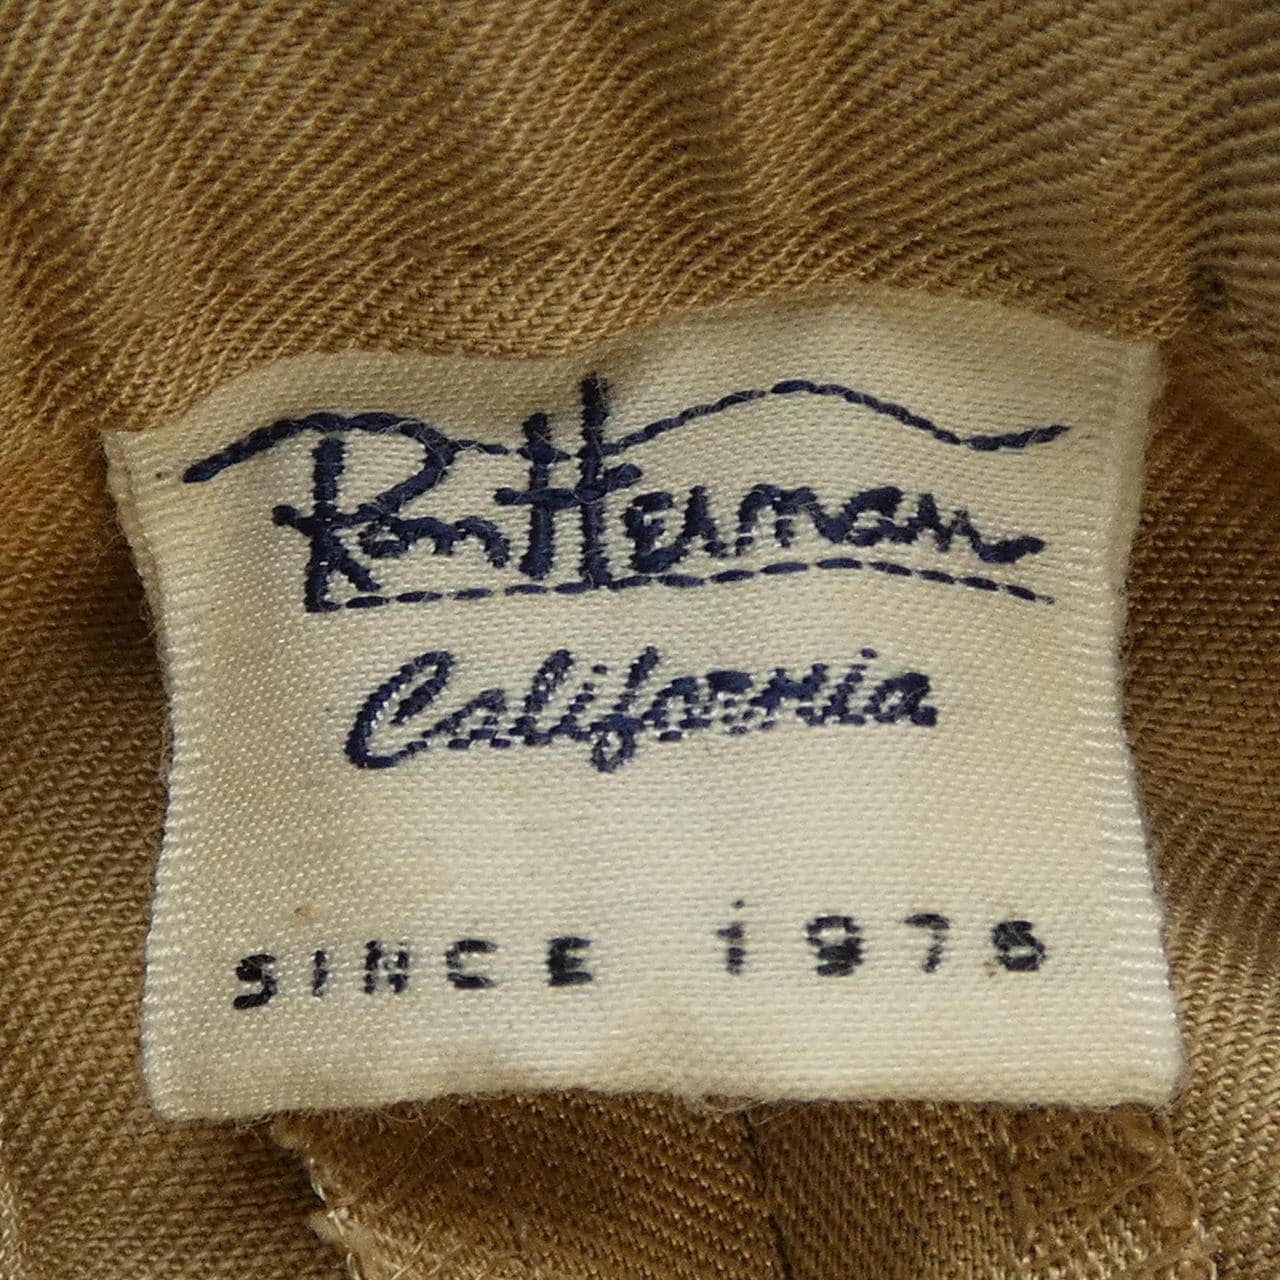 Ron Herman
California
SINCE 1976